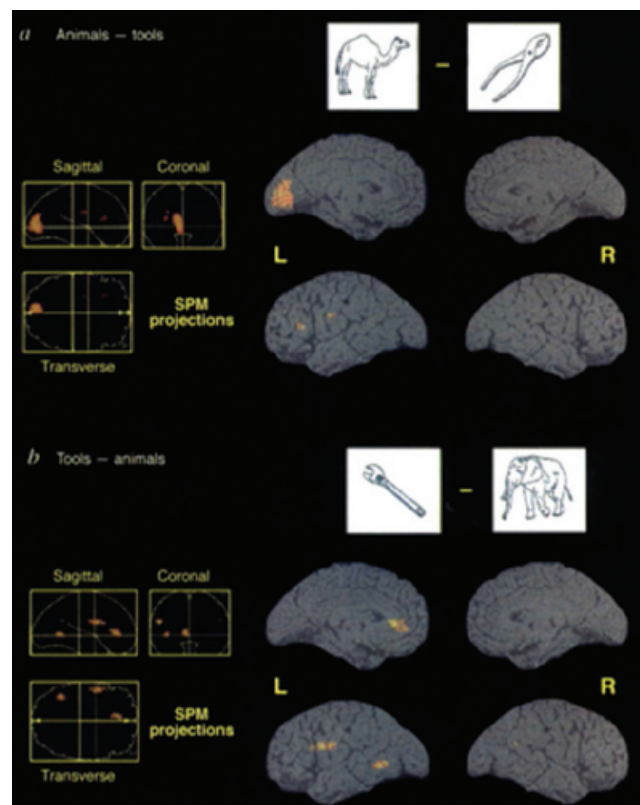 a Animals – tools
–
Sagittal Coronal
L R
SPM
projections
Transverse
b Tools – animals
–
Sagittal Coronal
L R
SPM
projections
Transverse